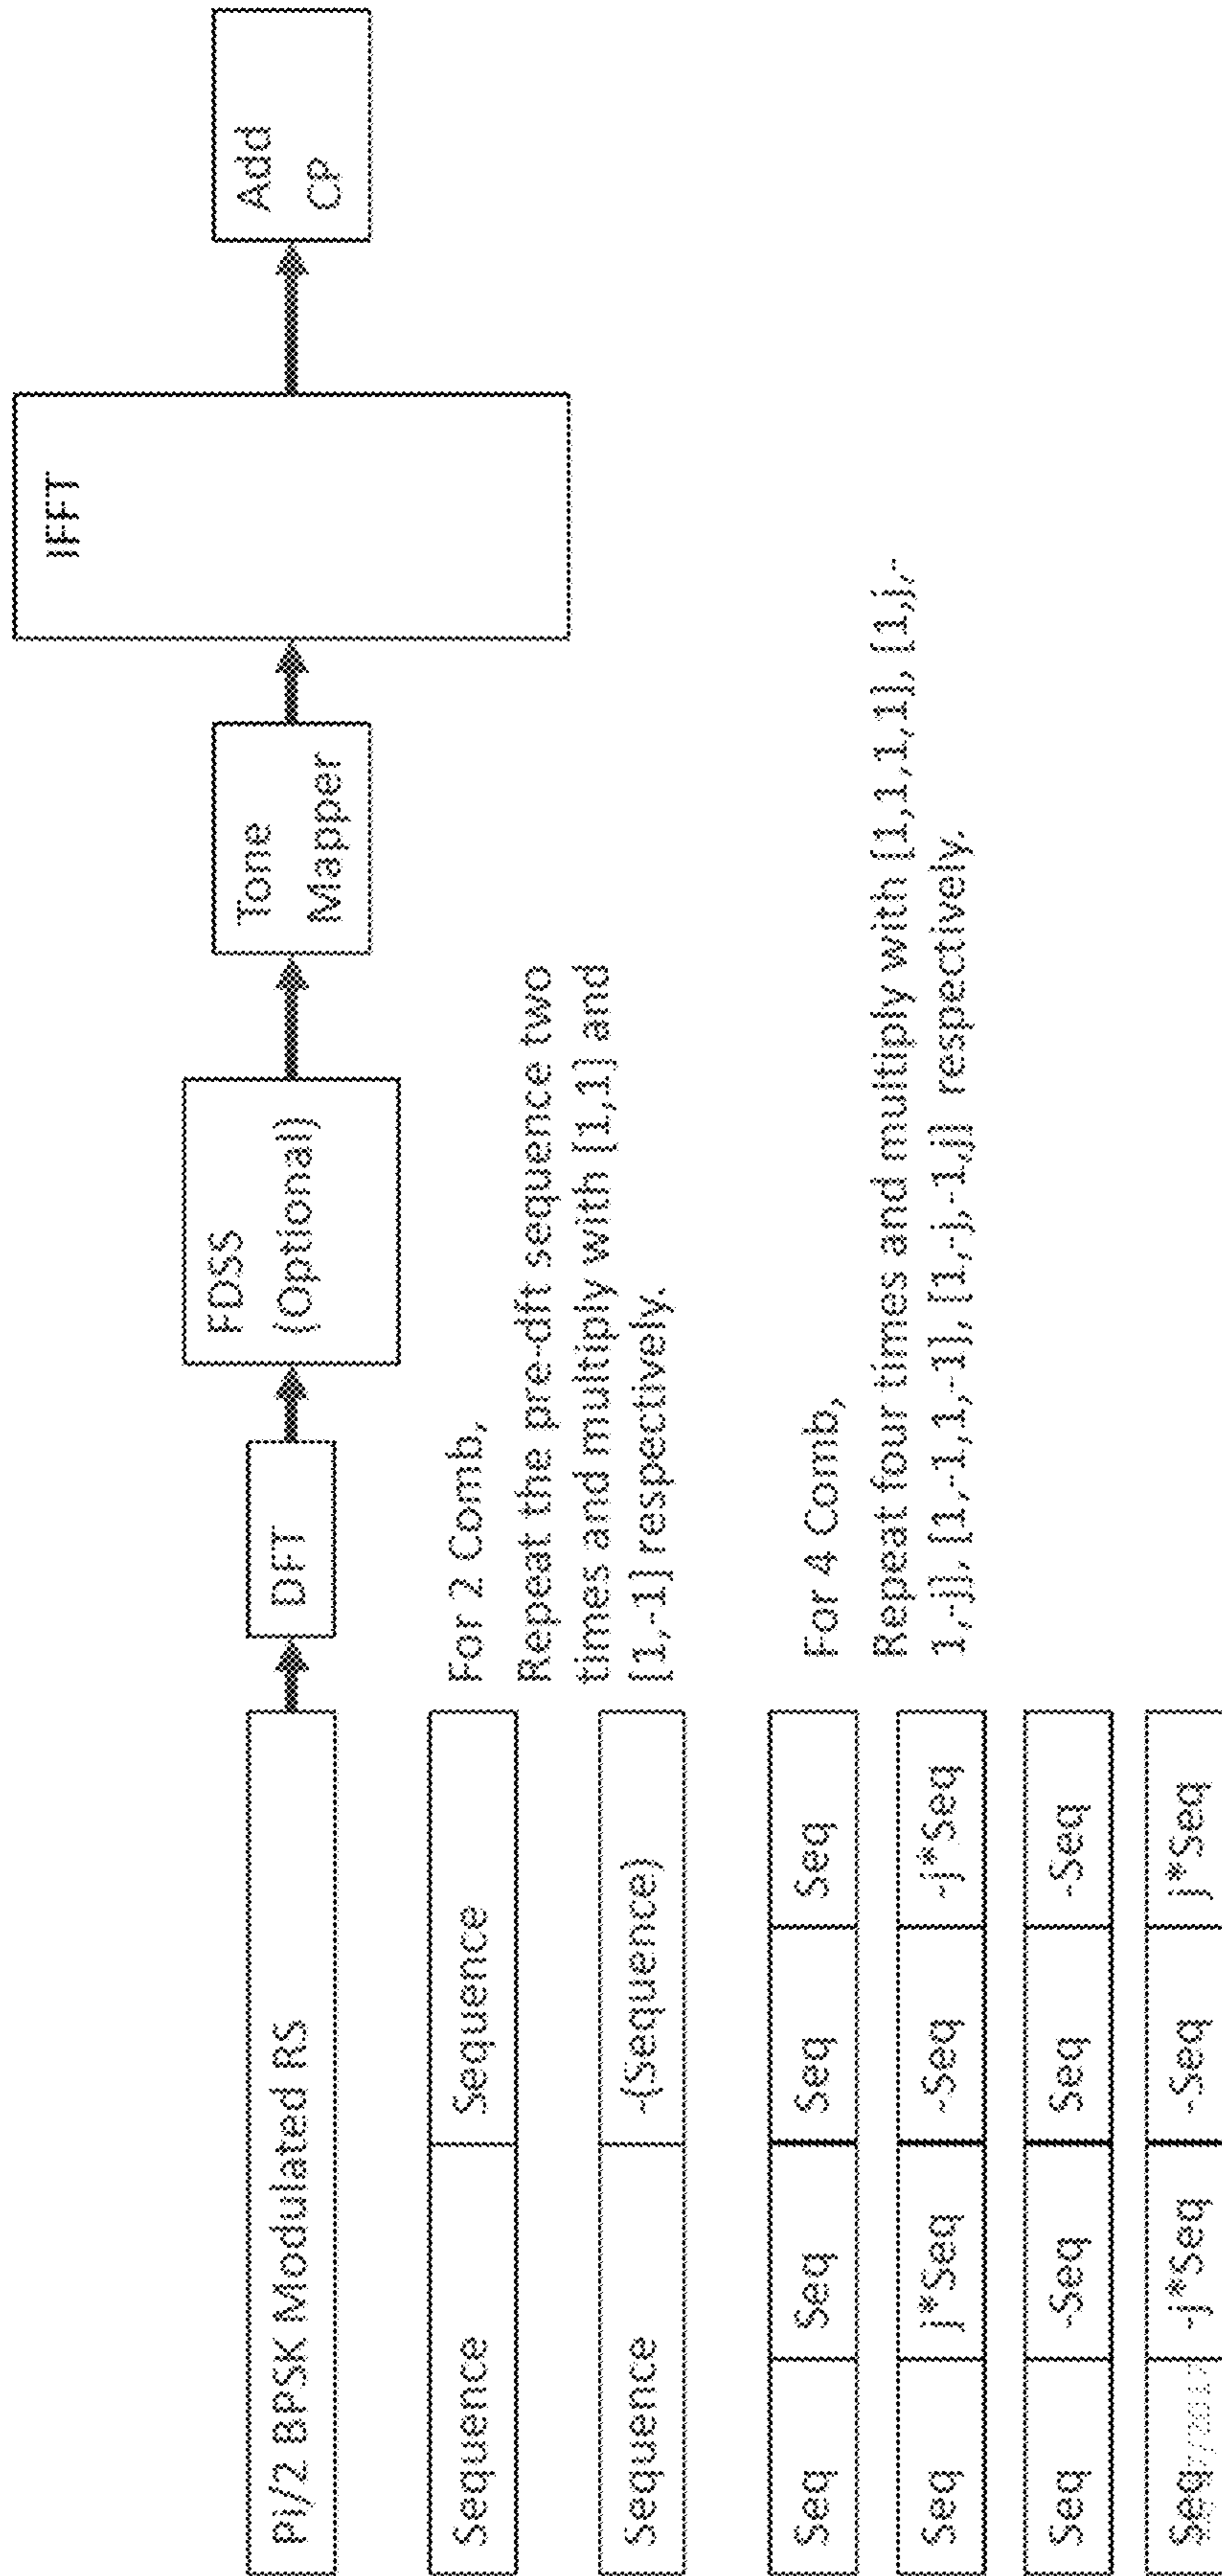 Pi/2 BPSK Modulated RS
DFT
FDSS
(Optional)
Tone
Mapper
IFFT
Add
CP
Sequence Sequence
Sequence -(Sequence)
For 2 Comb,
Repeat the pre-dft sequence two
times and multiply with [1,1] and
[1,-1] respectively.
Seq Seq Seq Seq
Seq j*Seq -Seq -j*Seq
Seq -Seq Seq -Seq
Seq -j*Seq -Seq j*Seq
For 4 Comb,
Repeat four times and multiply with [1,1,1,1], [1,j,-
1,-j], [1,-1,1,-1], [1,-j,-1,j] respectively.